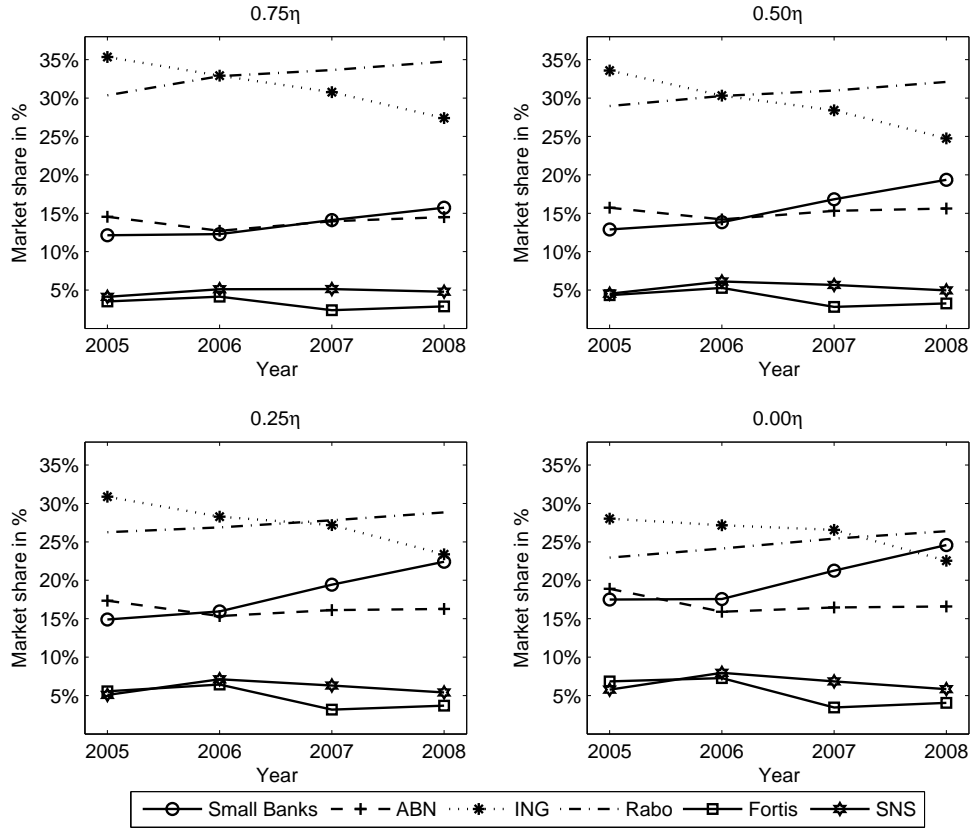 0.75η
Market share in %
35%
30%
25%
20%
15%
10%
5%
2005 2006 2007 2008
Year
0.50η
Market share in %
35%
30%
25%
20%
15%
10%
5%
2005 2006 2007 2008
Year
0.25η
Market share in %
35%
30%
25%
20%
15%
10%
5%
2005 2006 2007 2008
Year
0.00η
Market share in %
35%
30%
25%
20%
15%
10%
5%
2005 2006 2007 2008
Year
Small Banks ABN ING Rabo Fortis SNS